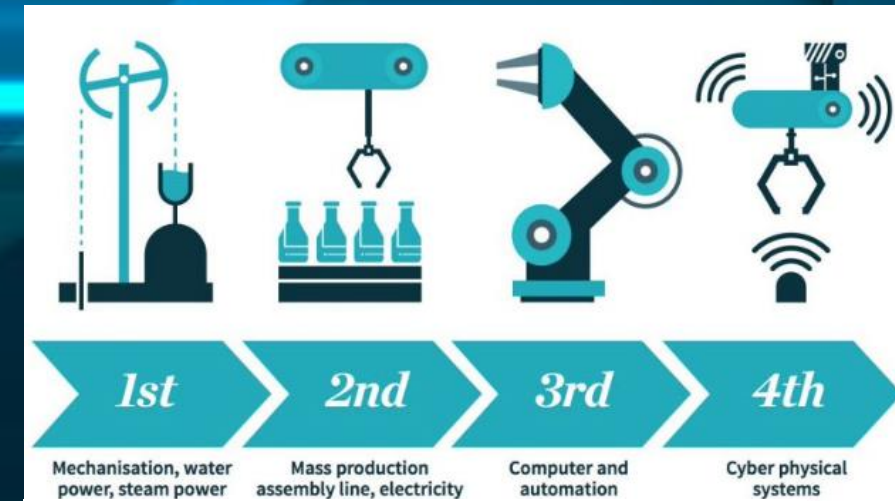 1st
2nd
3rd
4th
Mechanisation, water
power, steam power
Mass production
assembly line, electricity
Computer and
automation
Cyber physical
systems